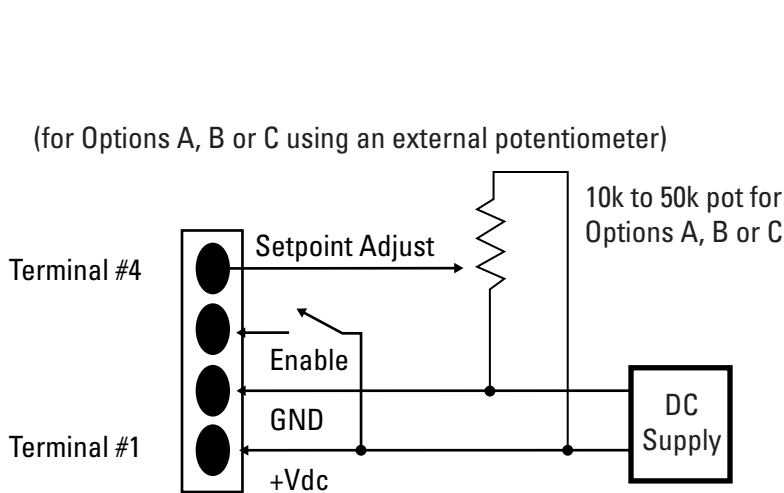 (for Options A, B or C using an external potentiometer)
10k to 50k pot for
Options A, B or C
Setpoint Adjust
Terminal #4
Enable
GND
DC
Supply
Terminal #1
+Vdc